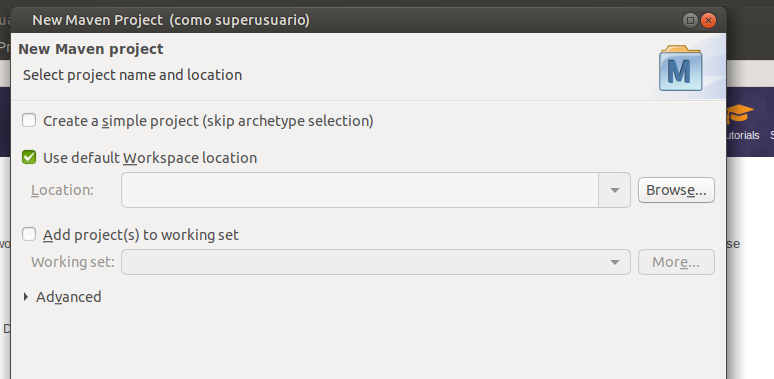 New Maven Project (como superusuario)
New Maven project
Select project name and location
M
Create a simple project (skip archetype selection)
utorials
Use default Workspace location
Location:
Browse...
Add project(s) to working set
se
Working set:
More...
Advanced
D